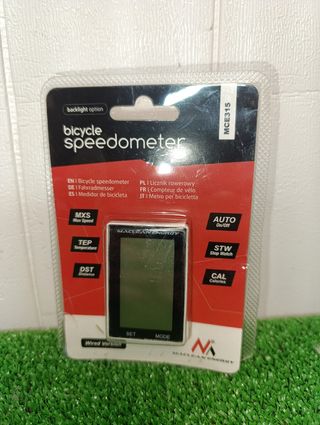 backlight option
bicycle
speedometer
MCE315
EN | Bicycle speedometer
DE | Fahrradmesser
ES | Medidor de bicicleta
PL | Licznik rowerowy
FR | Compteur de vélo
IT | Metro per bicicletta
MXS
Max Speed
TEP
Temperature
DST
Distance
AUTO
On/Off
STW
Stop Watch
CAL
Calories
MACLEAN ENERGY
SET MODE
Wired Version
MACLEAN ENERGY